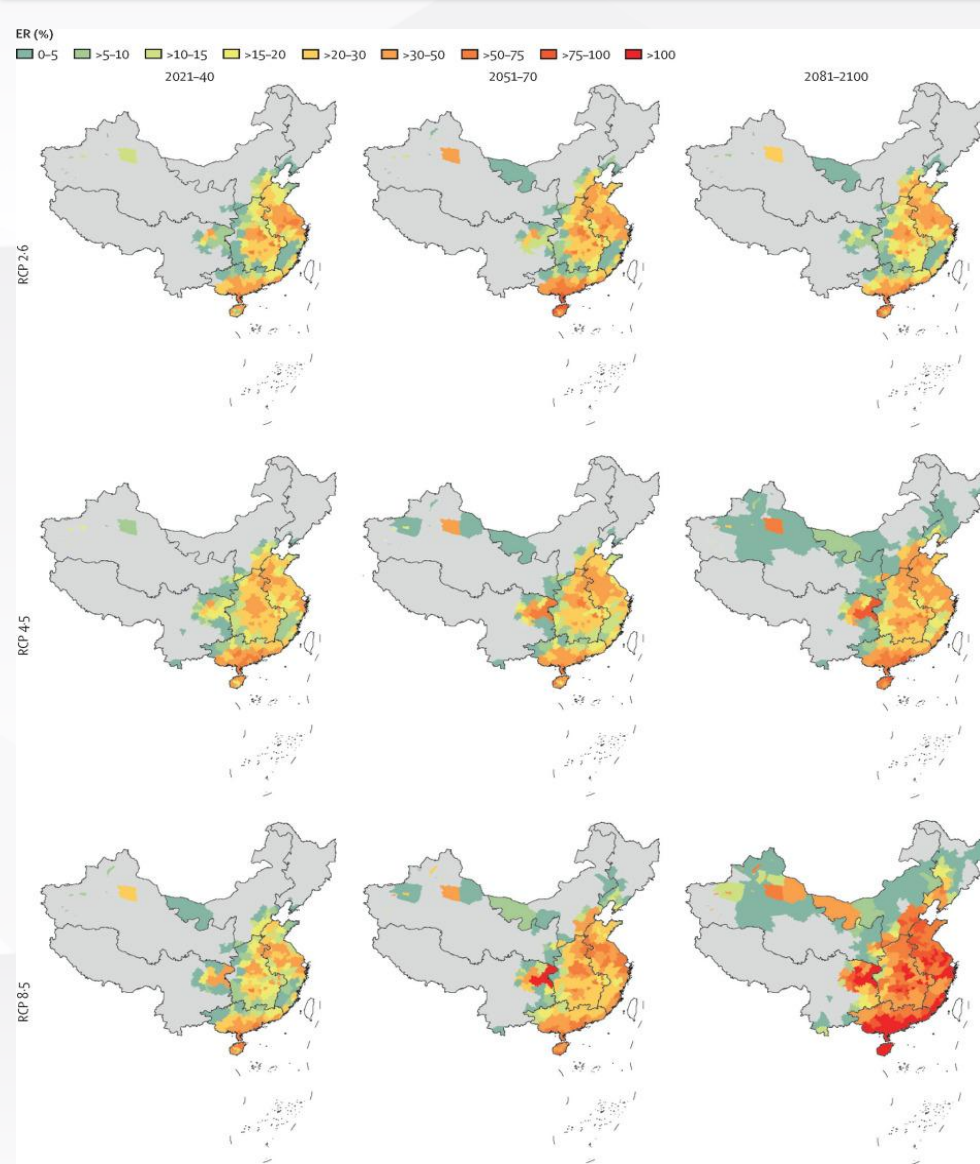 ER (%)
0–5 >5–10 >10–15 >15–20 >20–30 >30–50 >50–75 >75–100 >100
2021–40 2051–70 2081–2100
RCP 2·6
RCP 4·5
RCP 8·5